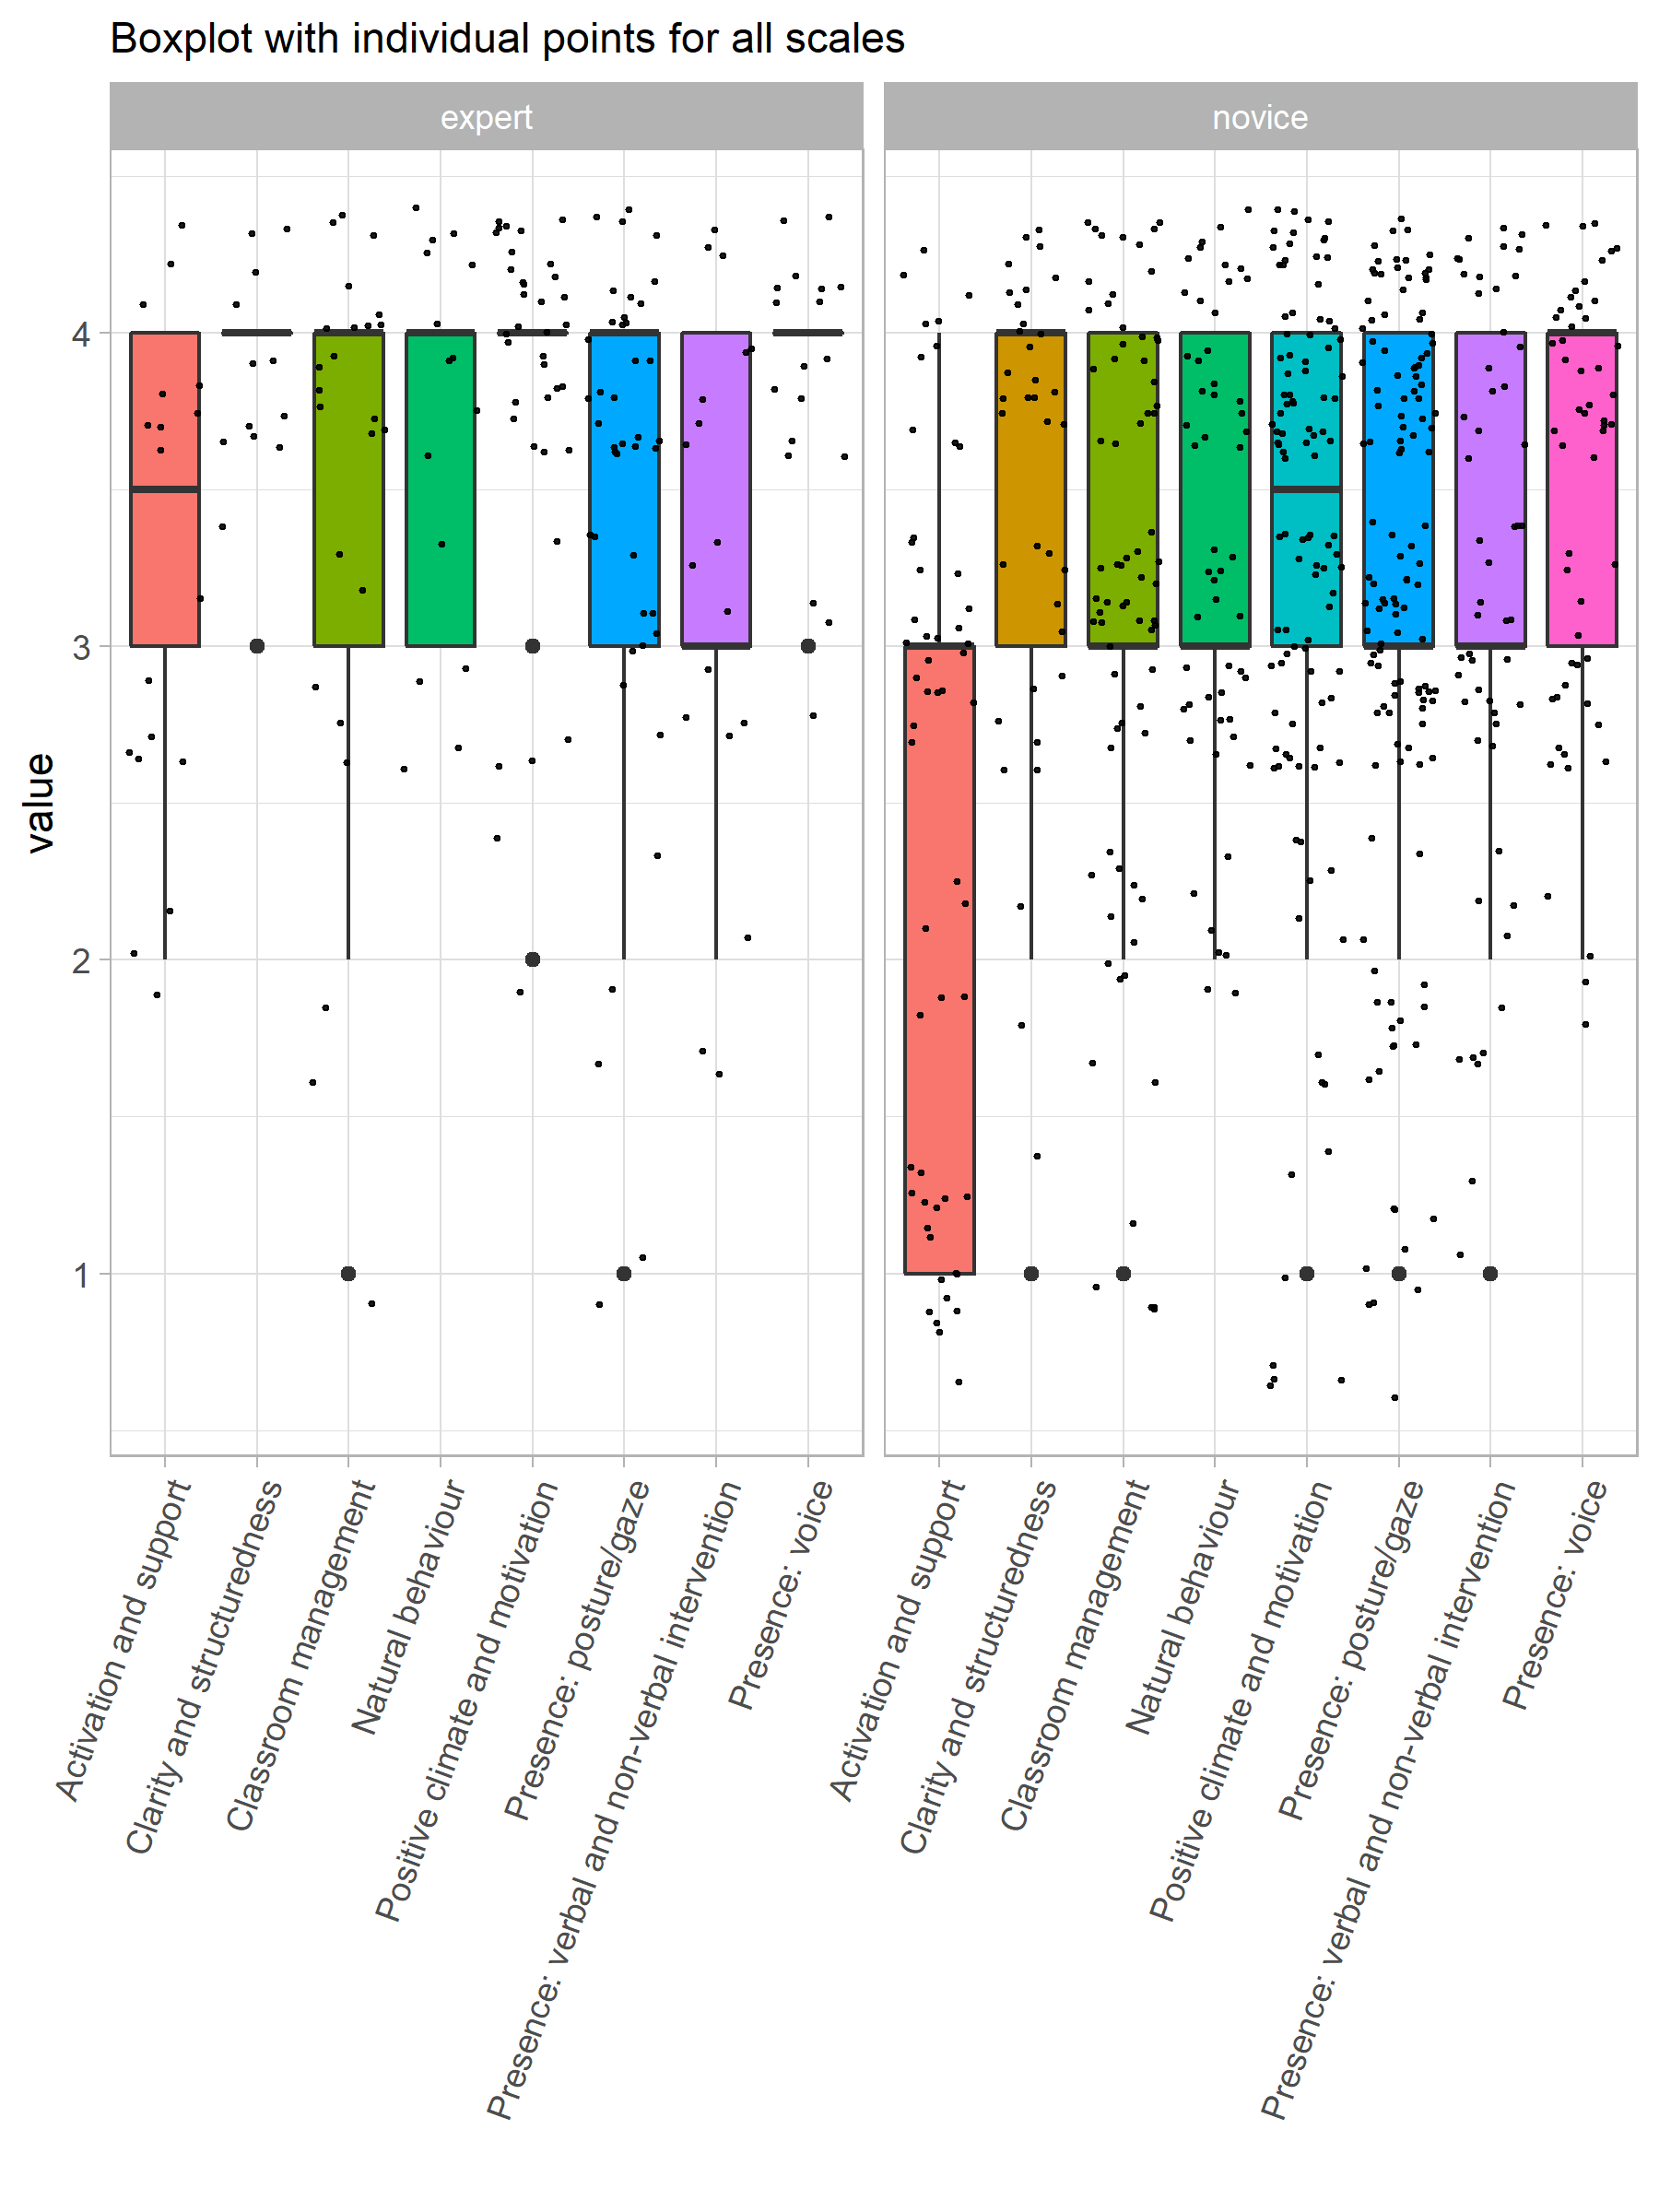 Boxplot with individual points for all scales
expert
novice
value
4
3
2
1
Activation and support
Clarity and structuredness
Classroom management
Natural behaviour
Positive climate and motivation
Presence: posture/gaze
Presence: verbal and non-verbal intervention
Presence: voice
Activation and support
Clarity and structuredness
Classroom management
Natural behaviour
Positive climate and motivation
Presence: posture/gaze
Presence: verbal and non-verbal intervention
Presence: voice